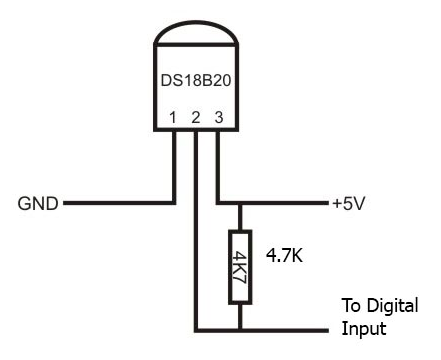 DS18B20
1 2 3
GND
+5V
4K7
4.7K
To Digital
Input